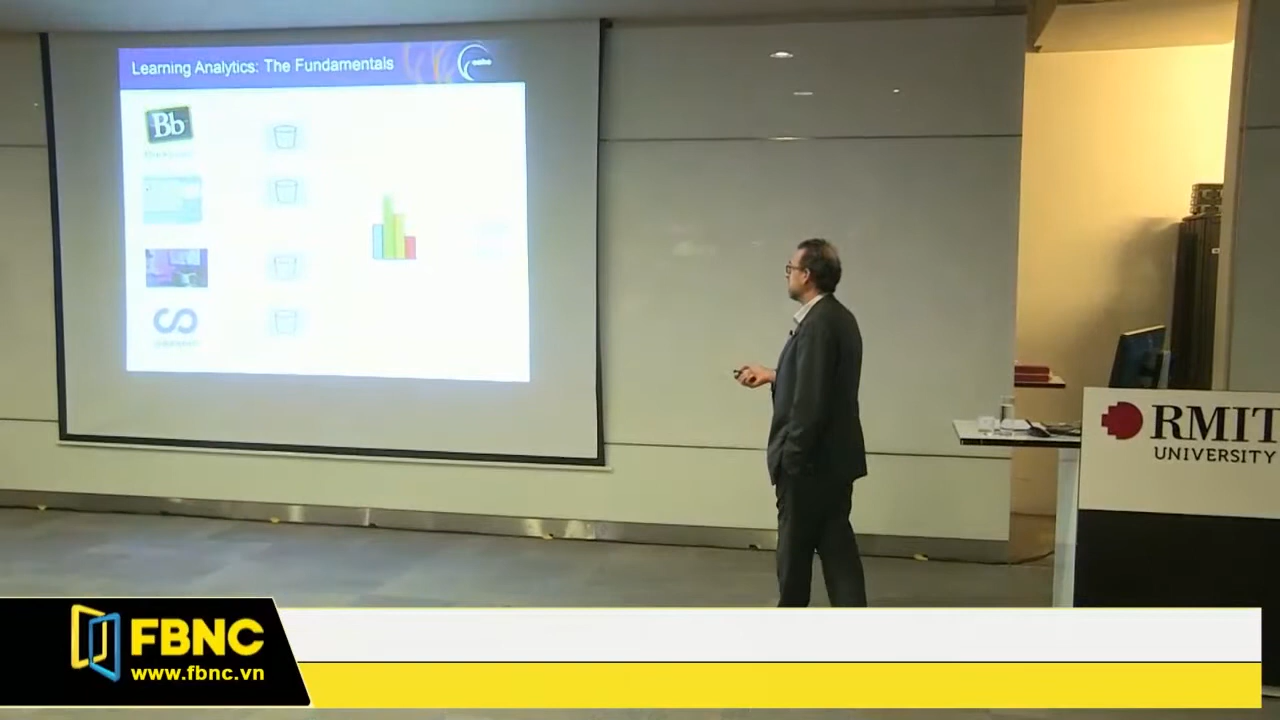 Learning Analytics: The Fundamentals
Bb
RMIT
UNIVERSITY
FBNC
www.fbnc.vn